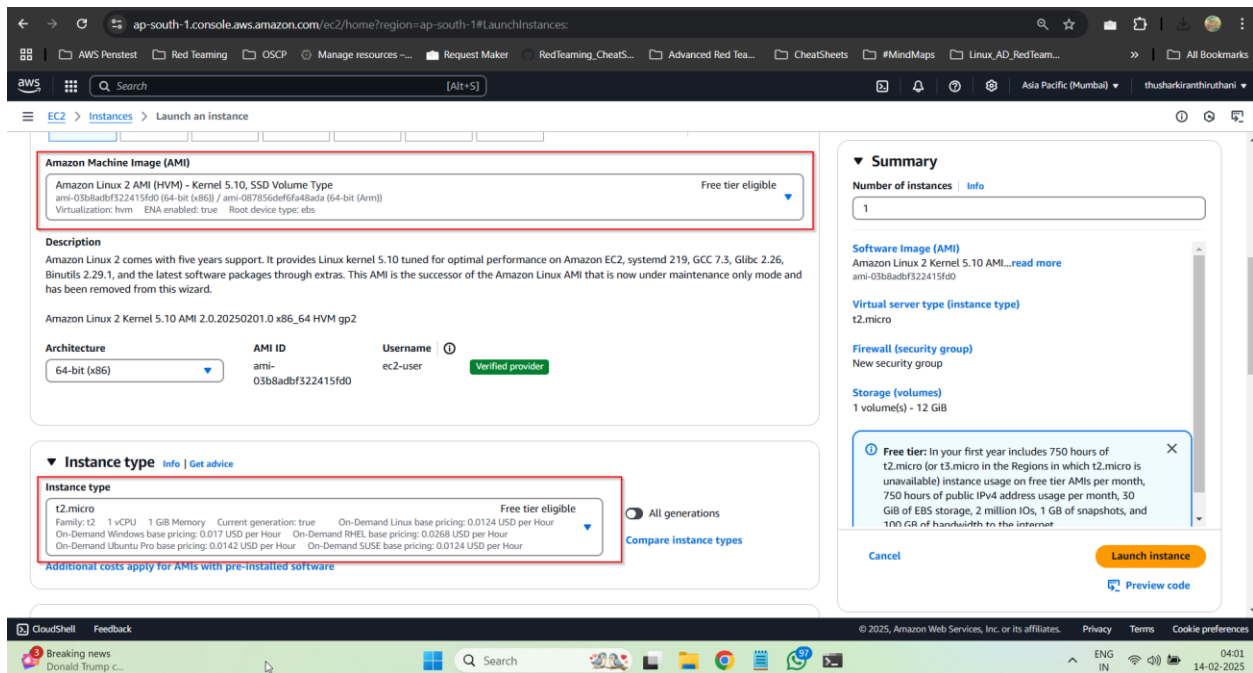 ap-south-1.console.aws.amazon.com/ec2/home?region=ap-south-1#LaunchInstances:
AWS Penstest Red Teaming OSCP Manage resources –... Request Maker RedTeaming_CheatS... Advanced Red Tea... CheatSheets #MindMaps Linux_AD_RedTeam... » All Bookmarks
aws Search [Alt+S] Asia Pacific (Mumbai) thusharkiranthiruthani
EC2 > Instances > Launch an instance
Amazon Machine Image (AMI)
Amazon Linux 2 AMI (HVM) - Kernel 5.10, SSD Volume Type Free tier eligible
ami-03b8adbf322415fd0 (64-bit (x86)) / ami-087856def6fa48ada (64-bit (Arm))
Virtualization: hvm ENA enabled: true Root device type: ebs
Description
Amazon Linux 2 comes with five years support. It provides Linux kernel 5.10 tuned for optimal performance on Amazon EC2, systemd 219, GCC 7.3, Glibc 2.26,
Binutils 2.29.1, and the latest software packages through extras. This AMI is the successor of the Amazon Linux AMI that is now under maintenance only mode and
has been removed from this wizard.
Amazon Linux 2 Kernel 5.10 AMI 2.0.20250201.0 x86_64 HVM gp2
Architecture AMI ID Username
64-bit (x86) ami- ec2-user Verified provider
03b8adbf322415fd0
Instance type Info | Get advice
Instance type
t2.micro Free tier eligible
Family: t2 1 vCPU 1 GiB Memory Current generation: true On-Demand Linux base pricing: 0.0124 USD per Hour
On-Demand Windows base pricing: 0.017 USD per Hour On-Demand RHEL base pricing: 0.0268 USD per Hour
On-Demand Ubuntu Pro base pricing: 0.0142 USD per Hour On-Demand SUSE base pricing: 0.0124 USD per Hour
All generations
Compare instance types
Additional costs apply for AMIs with pre-installed software
Summary
Number of instances Info
1
Software Image (AMI)
Amazon Linux 2 Kernel 5.10 AMI...read more
ami-03b8adbf322415fd0
Virtual server type (instance type)
t2.micro
Firewall (security group)
New security group
Storage (volumes)
1 volume(s) - 12 GiB
Free tier: In your first year includes 750 hours of
t2.micro (or t3.micro in the Regions in which t2.micro is
unavailable) instance usage on free tier AMIs per month,
750 hours of public IPv4 address usage per month, 30
GiB of EBS storage, 2 million IOs, 1 GB of snapshots, and
100 GB of bandwidth to the internet.
Cancel Launch instance
Preview code
CloudShell Feedback © 2025, Amazon Web Services, Inc. or its affiliates. Privacy Terms Cookie preferences
3 Breaking news
Donald Trump c...
Search
97
ENG
IN
04:01
14-02-2025